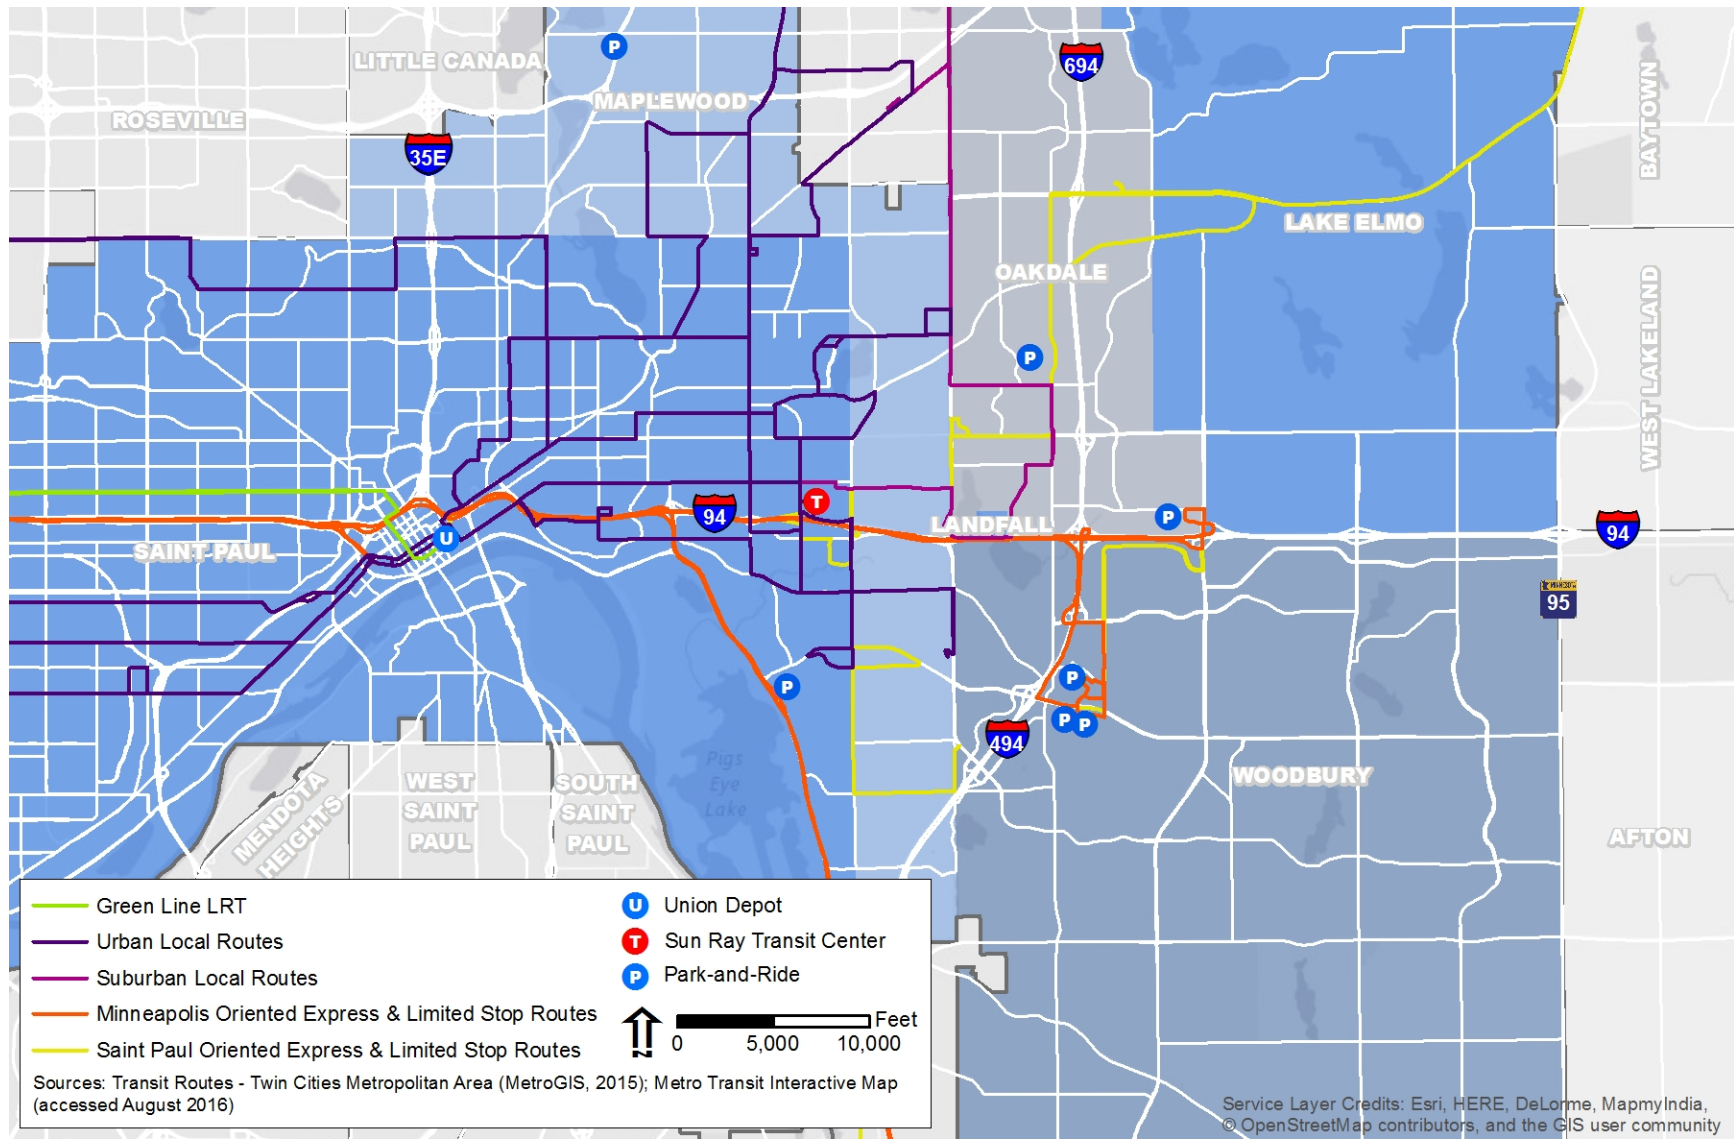 LITTLE CANADA
P
694
ROSEVILLE
MAPLEWOOD
BAYTOWN
35E
LAKE ELMO
OAKDALE
P
WEST LAKELAND
T
94
LANDFALL
P
94
SAINT PAUL
U
95
P
P
P
P
494
Pigs
Eye
Lake
WOODBURY
MENDOTA
HEIGHTS
WEST
SAINT
PAUL
SOUTH
SAINT
PAUL
AFTON
Green Line LRT
Urban Local Routes
Suburban Local Routes
Minneapolis Oriented Express & Limited Stop Routes
Saint Paul Oriented Express & Limited Stop Routes
U Union Depot
T Sun Ray Transit Center
P Park-and-Ride
N
Feet
0 5,000 10,000
Sources: Transit Routes - Twin Cities Metropolitan Area (MetroGIS, 2015); Metro Transit Interactive Map
(accessed August 2016)
Service Layer Credits: Esri, HERE, DeLorme, MapmyIndia,
© OpenStreetMap contributors, and the GIS user community